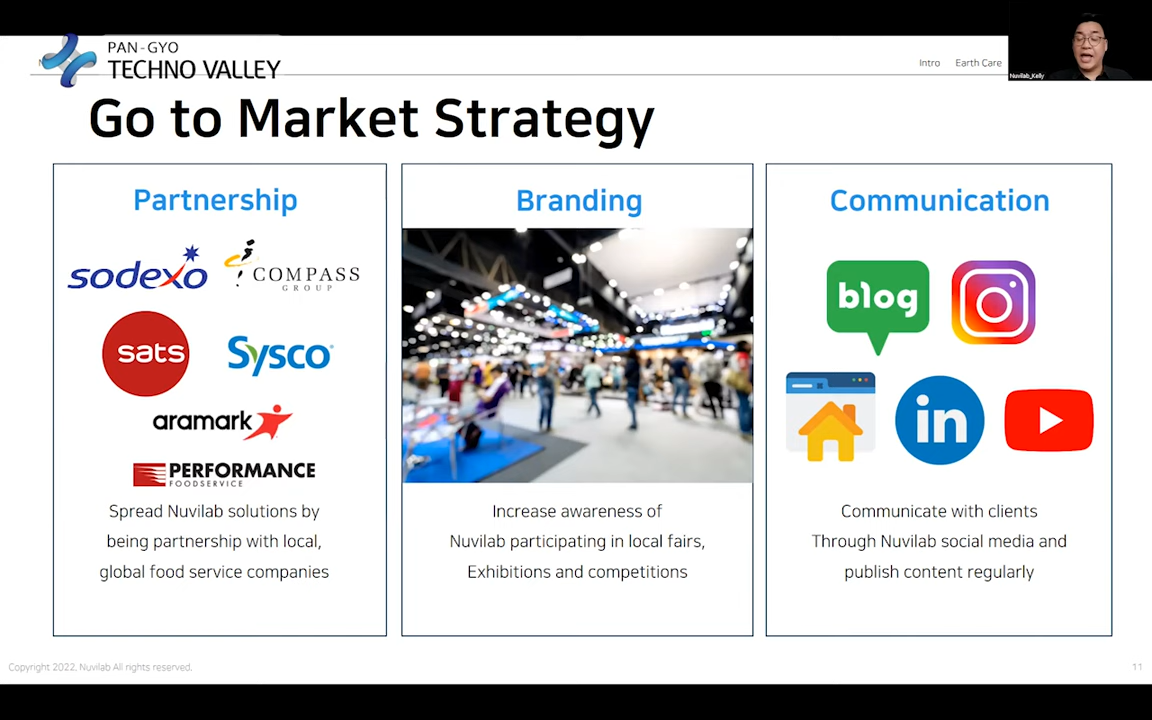 PAN-GYO
TECHNO VALLEY
Intro
Earth Care
Nuvilab_Kelly
Go to Market Strategy
Partnership
sodexo
COMPASS
GROUP
sats
Sysco
aramark
PERFORMANCE
FOODSERVICE
Spread Nuvilab solutions by
being partnership with local,
global food service companies
Branding
Increase awareness of
Nuvilab participating in local fairs,
Exhibitions and competitions
Communication
blog
in
Communicate with clients
Through Nuvilab social media and
publish content regularly
Copyright 2022. Nuvilab All rights reserved.
11